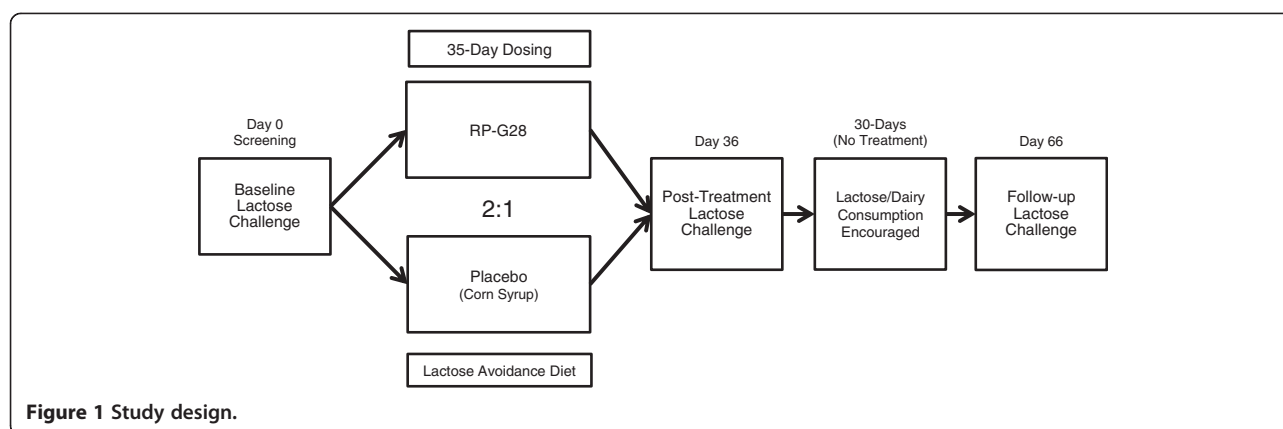 35-Day Dosing
Day 0
Screening
Baseline
Lactose
Challenge
RP-G28
2:1
Placebo
(Corn Syrup)
Lactose Avoidance Diet
Day 36
Post-Treatment
Lactose
Challenge
30-Days
(No Treatment)
Lactose/Dairy
Consumption
Encouraged
Day 66
Follow-up
Lactose
Challenge
Figure 1 Study design.